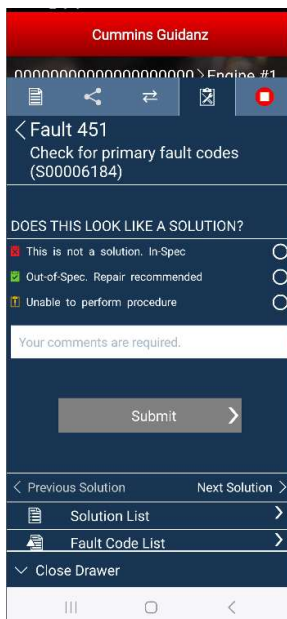 Cummins Guidanz
00000000000000000000>Engine #1
Fault 451
Check for primary fault codes
(S00006184)
DOES THIS LOOK LIKE A SOLUTION?
This is not a solution. In-Spec
Out-of-Spec. Repair recommended
Unable to perform procedure
Your comments are required.
Submit
Previous Solution Next Solution
Solution List
Fault Code List
Close Drawer